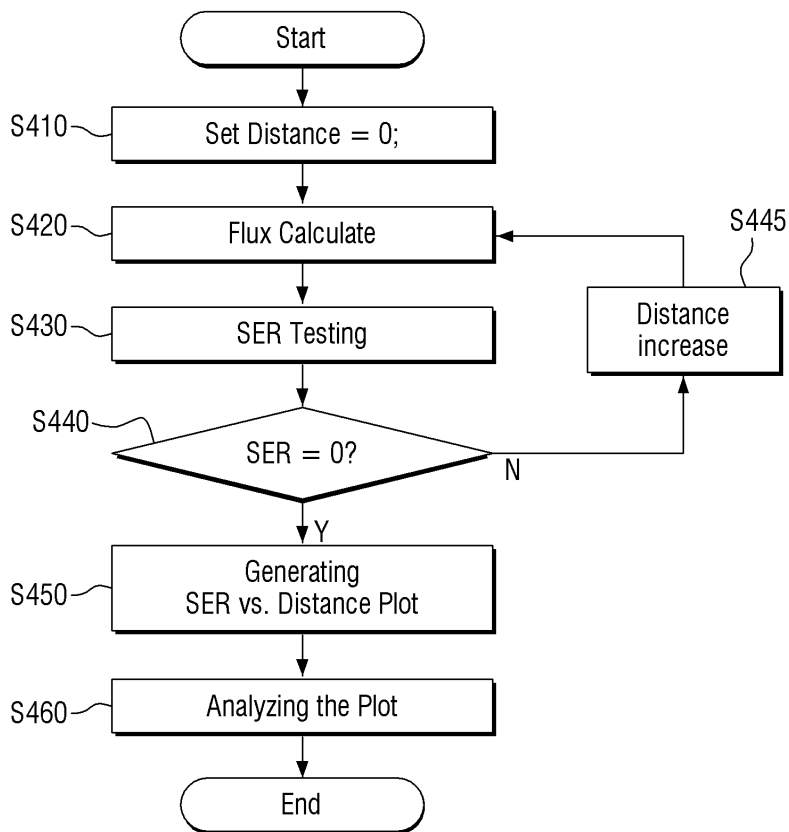 Start
S410
Set Distance = 0;
S420
Flux Calculate
S445
Distance
increase
S430
SER Testing
S440
SER = 0?
N
Y
S450
Generating
SER vs. Distance Plot
S460
Analyzing the Plot
End